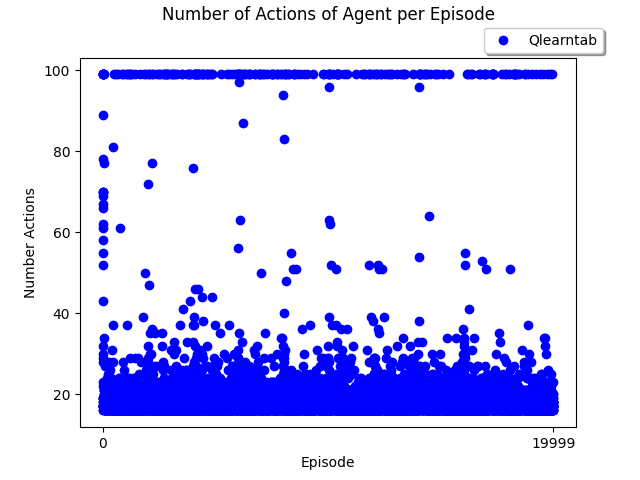 Number of Actions of Agent per Episode
Qlearntab
100
80
60
40
20
Number Actions
0
19999
Episode